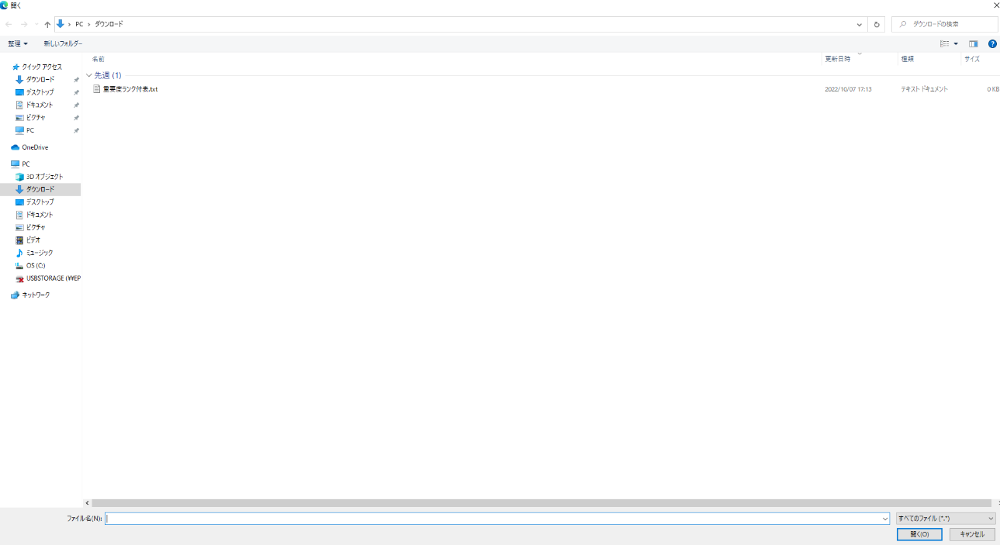 開く
PC › ダウンロード
ダウンロードの検索
整理 新しいフォルダー
名前 更新日時 種類 サイズ
クイック アクセス
ダウンロード
デスクトップ
ドキュメント
ピクチャ
PC
OneDrive
PC
3D オブジェクト
ダウンロード
デスクトップ
ドキュメント
ピクチャ
ビデオ
ミュージック
OS (C:)
USBSTORAGE (¥¥EP
ネットワーク
先週 (1)
重要度ランク付表.txt 2022/10/07 17:13 テキスト ドキュメント 0 KB
ファイル名(N): すべてのファイル (*.*)
開く(O) キャンセル